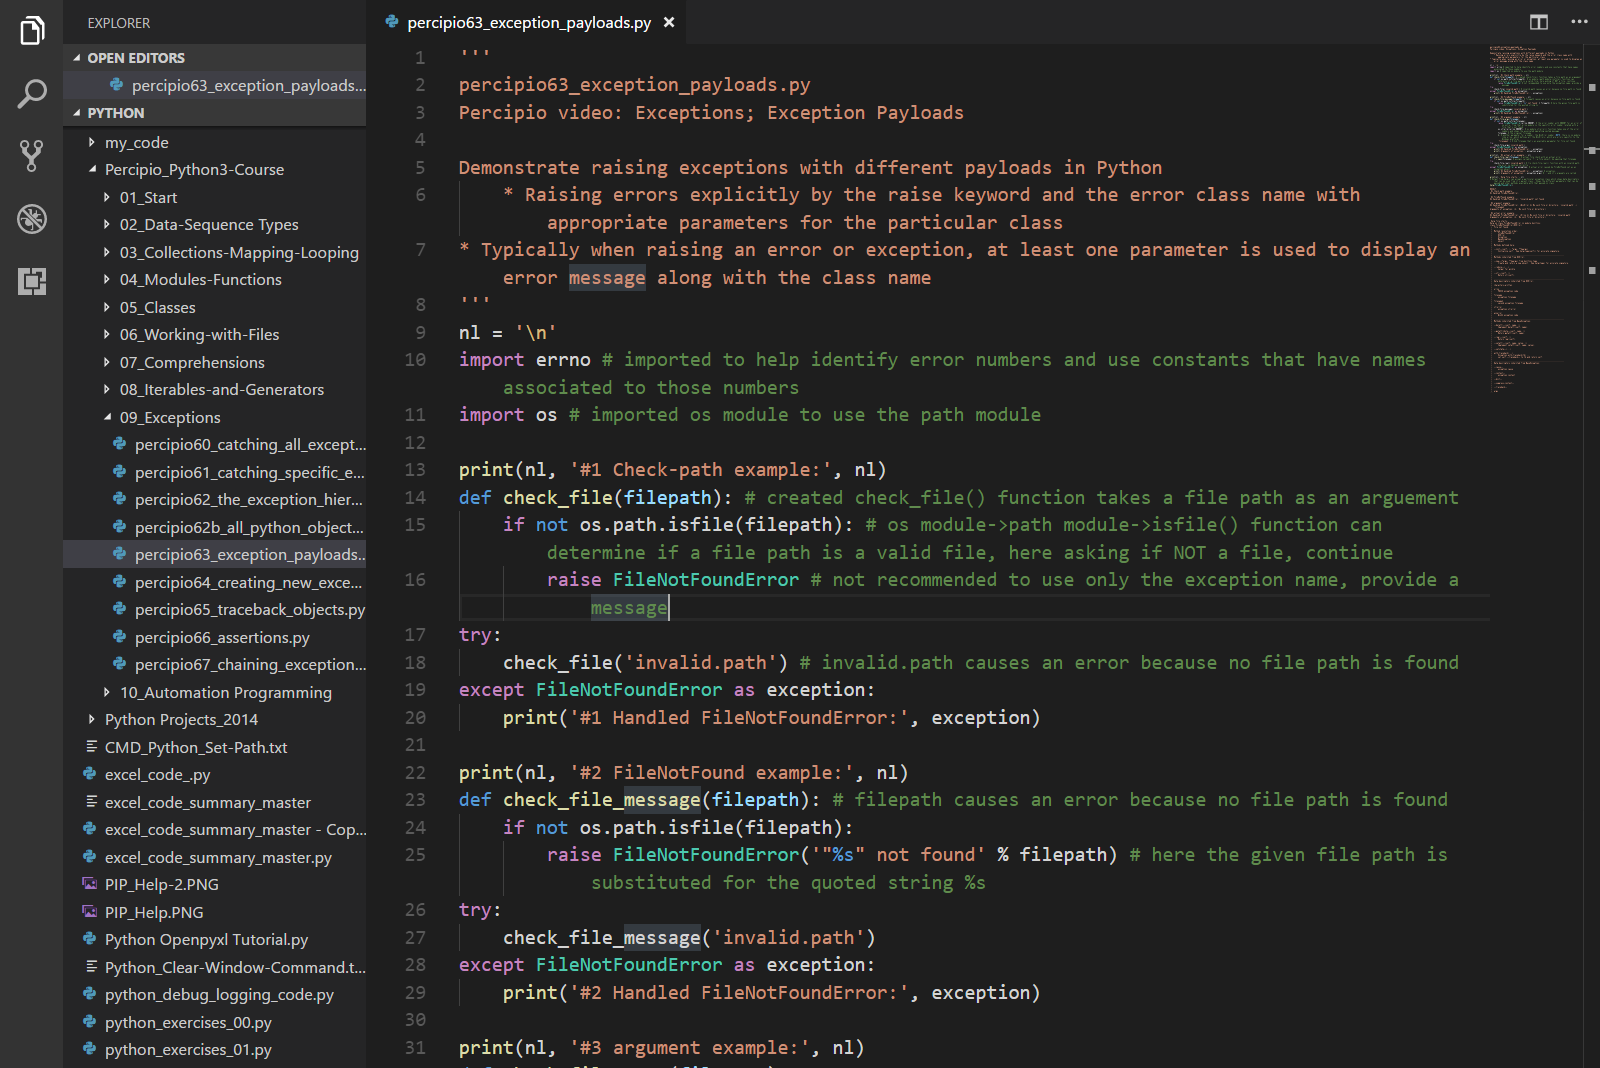 EXPLORER
OPEN EDITORS
percipio63_exception_payloads...
PYTHON
my_code
Percipio_Python3-Course
01_Start
02_Data-Sequence Types
03_Collections-Mapping-Looping
04_Modules-Functions
05_Classes
06_Working-with-Files
07_Comprehensions
08_Iterables-and-Generators
09_Exceptions
percipio60_catching_all_except...
percipio61_catching_specific_e...
percipio62_the_exception_hier...
percipio62b_all_python_object...
percipio63_exception_payloads...
percipio64_creating_new_exce...
percipio65_traceback_objects.py
percipio66_assertions.py
percipio67_chaining_exception...
10_Automation Programming
Python Projects_2014
CMD_Python_Set-Path.txt
excel_code_.py
excel_code_summary_master
excel_code_summary_master - Cop...
excel_code_summary_master.py
PIP_Help-2.PNG
PIP_Help.PNG
Python Openpyxl Tutorial.py
Python_Clear-Window-Command.t...
python_debug_logging_code.py
python_exercises_00.py
python_exercises_01.py
percipio63_exception_payloads.py ×
1 '''
2 percipio63_exception_payloads.py
3 Percipio video: Exceptions; Exception Payloads
4
5 Demonstrate raising exceptions with different payloads in Python
6 * Raising errors explicitly by the raise keyword and the error class name with
appropriate parameters for the particular class
7 * Typically when raising an error or exception, at least one parameter is used to display an
error message along with the class name
8 '''
9 nl = '\n'
10 import errno # imported to help identify error numbers and use constants that have names
associated to those numbers
11 import os # imported os module to use the path module
12
13 print(nl, '#1 Check-path example:', nl)
14 def check_file(filepath): # created check_file() function takes a file path as an arguement
15 if not os.path.isfile(filepath): # os module->path module->isfile() function can
determine if a file path is a valid file, here asking if NOT a file, continue
16 raise FileNotFoundError # not recommended to use only the exception name, provide a
message
17 try:
18 check_file('invalid.path') # invalid.path causes an error because no file path is found
19 except FileNotFoundError as exception:
20 print('#1 Handled FileNotFoundError:', exception)
21
22 print(nl, '#2 FileNotFound example:', nl)
23 def check_file_message(filepath): # filepath causes an error because no file path is found
24 if not os.path.isfile(filepath):
25 raise FileNotFoundError('"%s" not found' % filepath) # here the given file path is
substituted for the quoted string %s
26 try:
27 check_file_message('invalid.path')
28 except FileNotFoundError as exception:
29 print('#2 Handled FileNotFoundError:', exception)
30
31 print(nl, '#3 argument example:', nl)